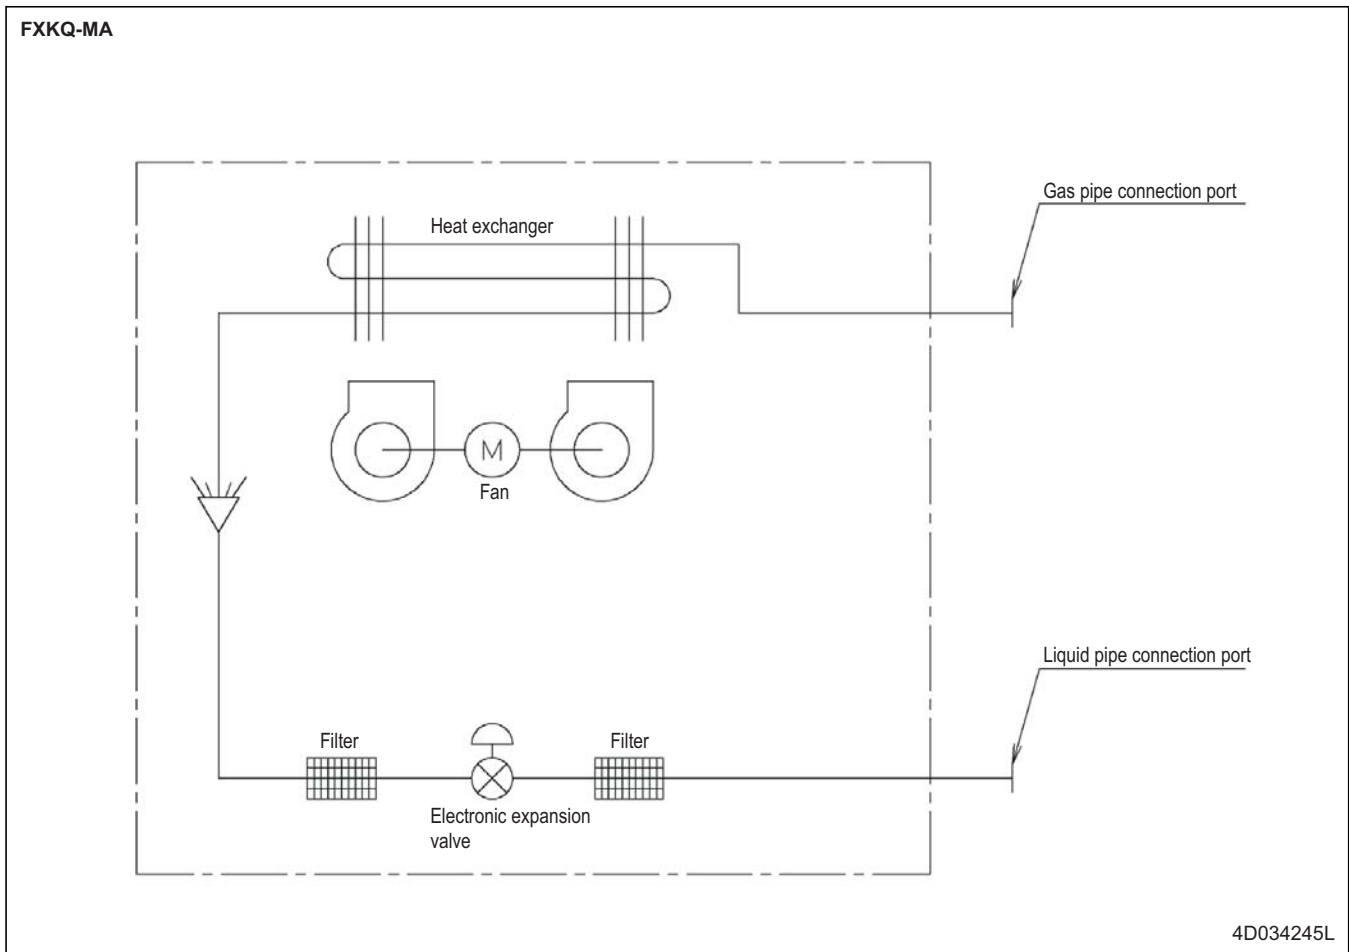 FXKQ-MA
Gas pipe connection port
Heat exchanger
M
Fan
Liquid pipe connection port
Filter
Filter
Electronic expansion
valve
4D034245L